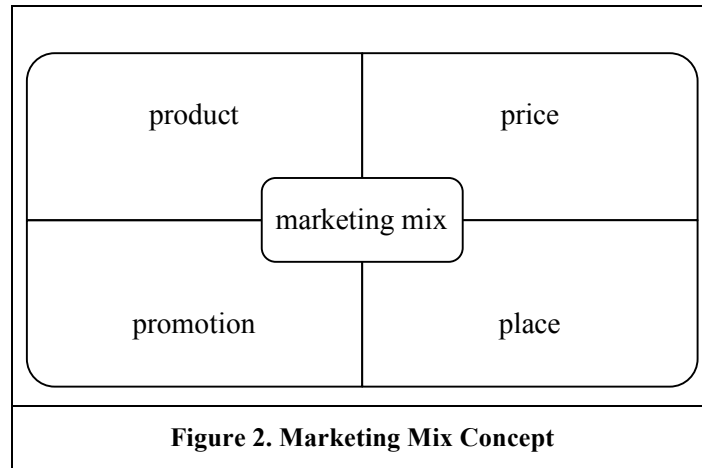 product
price
marketing mix
promotion
place
Figure 2. Marketing Mix Concept